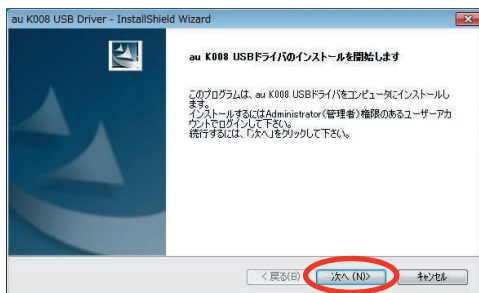 au K008 USB Driver - InstallShield Wizard
au K008 USBドライバのインストールを開始します
このプログラムは、au K008 USBドライバをコンピュータにインストールし
ます。
インストールするにはAdministrator(管理者)権限のあるユーザーアカ
ウントでログインして下さい。
続行するには、「次へ」をクリックして下さい。
< 戻る(B)
次へ (N)>
キャンセル